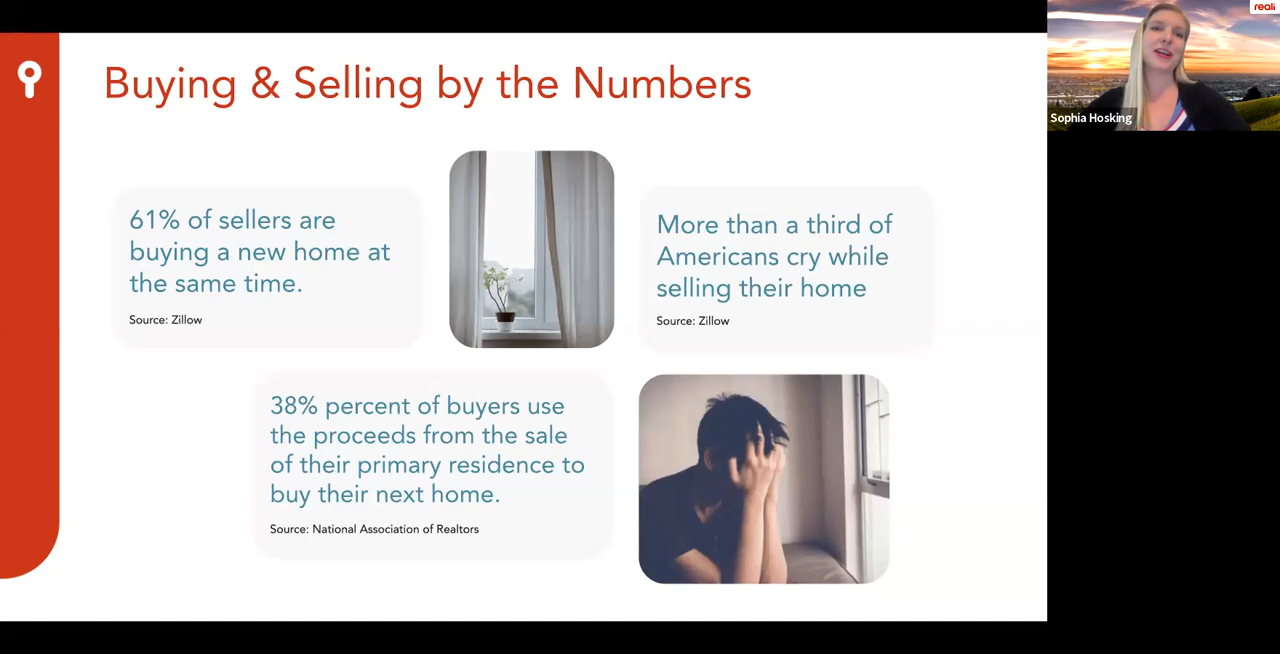 reali
Buying & Selling by the Numbers
Sophia Hosking
61% of sellers are
buying a new home at
the same time.
Source: Zillow
More than a third of
Americans cry while
selling their home
Source: Zillow
38% percent of buyers use
the proceeds from the sale
of their primary residence to
buy their next home.
Source: National Association of Realtors